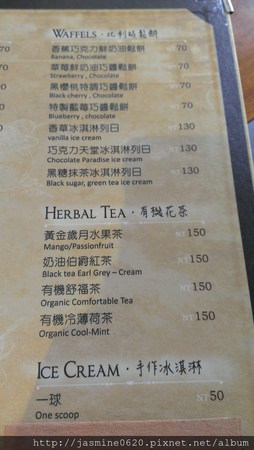 WAFFELS · 比利時鬆餅
香蕉巧克力鮮奶油鬆餅 70
Banana, Chocolate
草莓鮮奶油巧醬鬆餅 70
Strawberry , Chocolate
黑櫻桃特調巧醬鬆餅 70
Black cherry , Chocolate
特製藍莓巧醬鬆餅 70
Blueberry , chocolate
香草冰淇淋列日 130
vanilla ice cream
巧克力天堂冰淇淋列日 NT 130
Chocolate Paradise ice cream
黑糖抹茶冰淇淋列日 NT 130
Black sugar, green tea ice cream
HERBAL TEA · 有機花茶
黃金歲月水果茶 NT 150
Mango/Passionfruit
奶油伯爵紅茶 NT 150
Black tea Earl Grey – Cream
有機舒福茶 NT 150
Organic Comfortable Tea
有機冷薄荷茶 NT 150
Organic Cool-Mint
ICE CREAM · 手作冰淇淋
一球 NT 50
One scoop
http://jasmine0620.pixnet.net/album